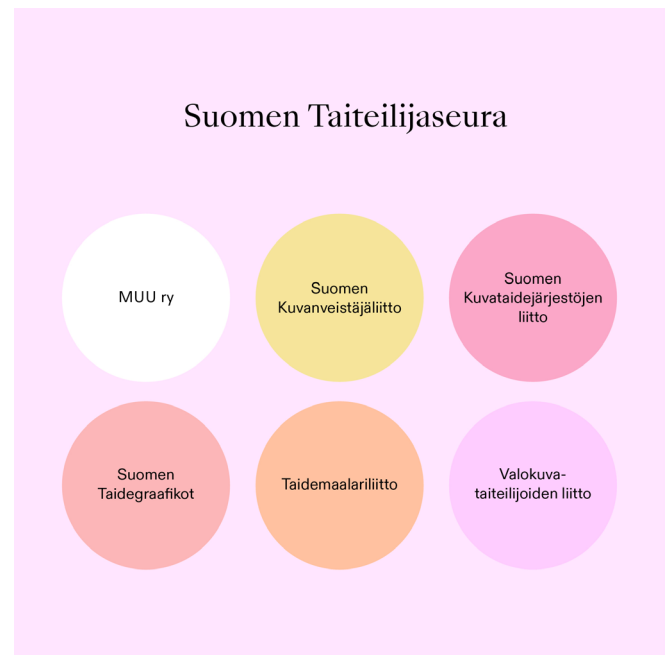 Suomen Taiteilijaseura
MUU ry
Suomen
Kuvanveistäjäliitto
Suomen
Kuvataidejärjestöjen
liitto
Suomen
Taidegraafikot
Taidemaalariliitto
Valokuva-
taiteilijoiden liitto